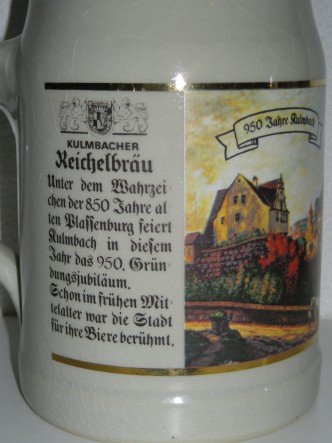 KULMBACHER
Reichelbräu
Unter dem Wahrzei-
chen der 850 Jahre al-
ten Plassenburg feiert
Kulmbach in diesem
Jahr das 950. Grün-
dungsjubiläum.
Schon im frühen Mit-
telalter war die Stadt
für ihre Biere berühmt.
950 Jahre Kulmbach